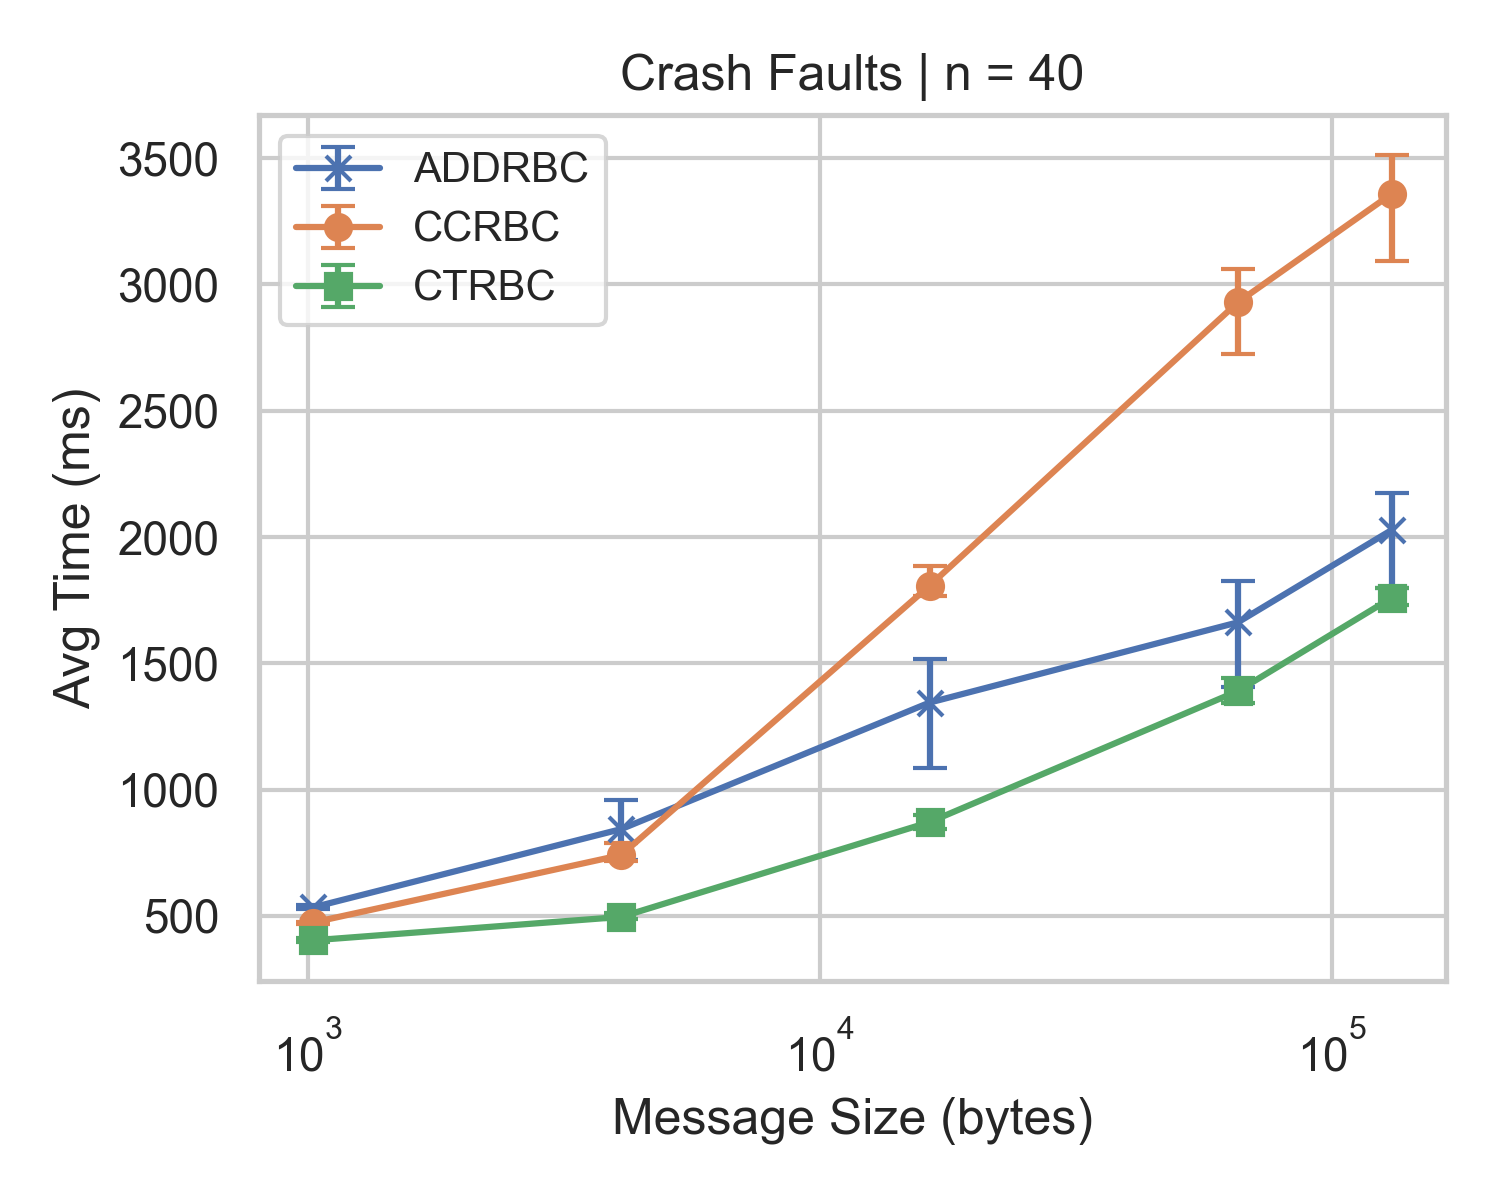 Crash Faults | n = 40
ADDRBC
CCRBC
CTRBC
Avg Time (ms)
3500
3000
2500
2000
1500
1000
500
10³
10⁴
10⁵
Message Size (bytes)